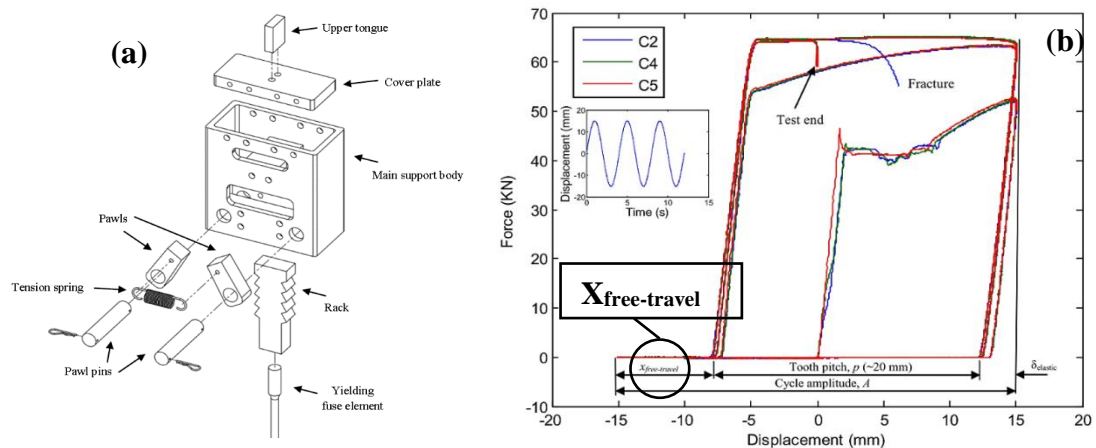 (a)
Upper tongue
Cover plate
Main support body
Pawls
Tension spring
Rack
Pawl pins
Yielding
fuse element
(b)
70
60
50
40
30
20
10
0
-10
Force (KN)
C2
C4
C5
Fracture
Test end
20
10
0
-10
-20
Displacement (mm)
0 5 10 15
Time (s)
Xfree-travel
xfree-travel
Tooth pitch, p (~20 mm)
δelastic
Cycle amplitude, A
-20 -15 -10 -5 0 5 10 15 20
Displacement (mm)